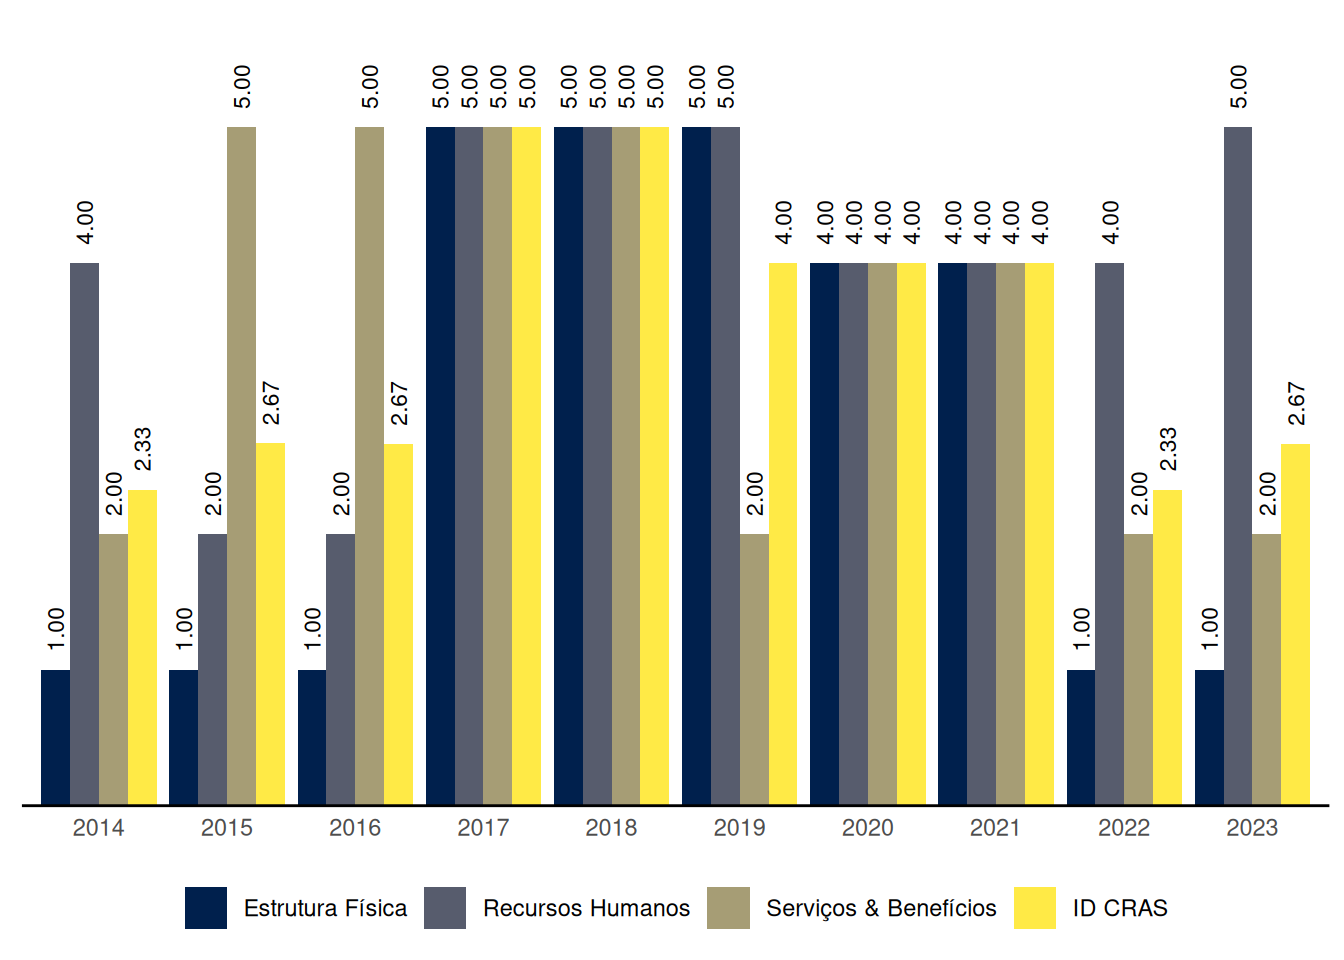 5.00 5.00 5.00 5.00 5.00 5.00 5.00 5.00 5.00 5.00 5.00 5.00 5.00
4.00 4.00 4.00 4.00 4.00 4.00 4.00 4.00 4.00 4.00 4.00
2.67 2.67 2.67
2.33 2.33
2.00 2.00 2.00 2.00 2.00 2.00
1.00 1.00 1.00 1.00 1.00
2014 2015 2016 2017 2018 2019 2020 2021 2022 2023
Estrutura Física Recursos Humanos Serviços & Benefícios ID CRAS